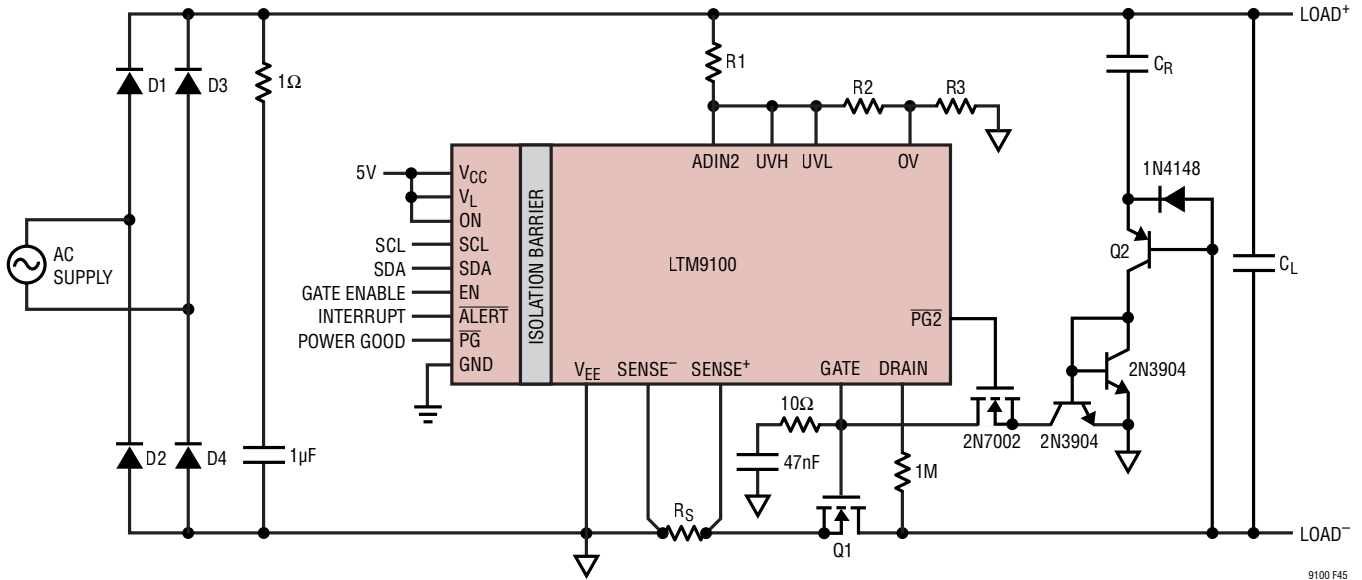 LOAD+
D1
D3
1Ω
R1
CR
R2
R3
ADIN2
UVH
UVL
OV
1N4148
5V
VCC
VL
ON
SCL
SCL
SDA
SDA
GATE ENABLE
EN
INTERRUPT
ALERT
POWER GOOD
PG
GND
ISOLATION BARRIER
LTM9100
AC
SUPPLY
Q2
CL
PG2
VEE
SENSE−
SENSE+
GATE
DRAIN
2N3904
10Ω
2N7002
2N3904
D2
D4
1µF
47nF
1M
RS
Q1
LOAD−
9100 F45